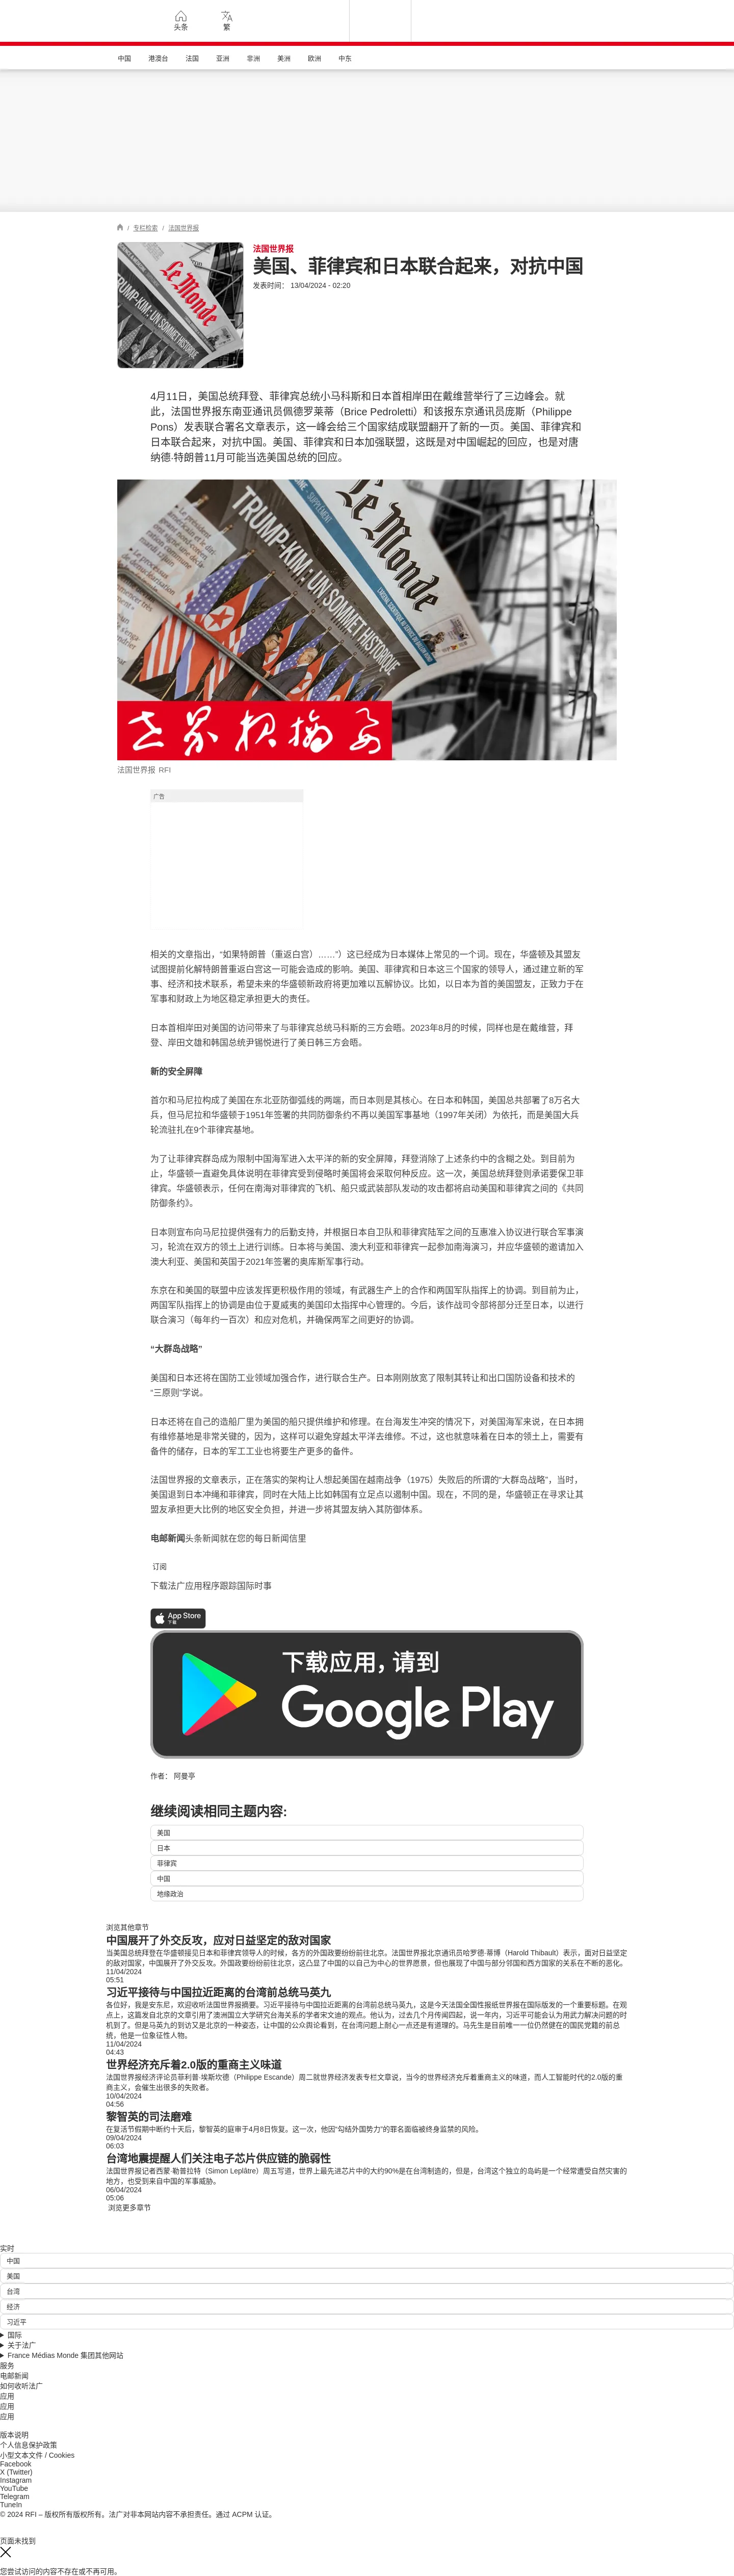 头条
繁
中国 港澳台 法国 亚洲 非洲 美洲 欧洲 中东
/ 专栏检索 / 法国世界报
Le Monde
TRUMP-KIM: UN SOMMET HISTORIQUE
法国世界报
美国、菲律宾和日本联合起来，对抗中国
发表时间： 13/04/2024 - 02:20
4月11日，美国总统拜登、菲律宾总统小马科斯和日本首相岸田在戴维营举行了三边峰会。就
此，法国世界报东南亚通讯员佩德罗莱蒂（Brice Pedroletti）和该报东京通讯员庞斯（Philippe
Pons）发表联合署名文章表示，这一峰会给三个国家结成联盟翻开了新的一页。美国、菲律宾和
日本联合起来，对抗中国。美国、菲律宾和日本加强联盟，这既是对中国崛起的回应，也是对唐
纳德·特朗普11月可能当选美国总统的回应。
Le Monde
TRUMP-KIM: UN SOMMET HISTORIQUE
世界报摘要
法国世界报 RFI
广告
相关的文章指出，“如果特朗普（重返白宫）……”）这已经成为日本媒体上常见的一个词。现在，华盛顿及其盟友
试图提前化解特朗普重返白宫这一可能会造成的影响。美国、菲律宾和日本这三个国家的领导人，通过建立新的军
事、经济和技术联系，希望未来的华盛顿新政府将更加难以瓦解协议。比如，以日本为首的美国盟友，正致力于在
军事和财政上为地区稳定承担更大的责任。
日本首相岸田对美国的访问带来了与菲律宾总统马科斯的三方会晤。2023年8月的时候，同样也是在戴维营，拜
登、岸田文雄和韩国总统尹锡悦进行了美日韩三方会晤。
新的安全屏障
首尔和马尼拉构成了美国在东北亚防御弧线的两端，而日本则是其核心。在日本和韩国，美国总共部署了8万名大
兵，但马尼拉和华盛顿于1951年签署的共同防御条约不再以美国军事基地（1997年关闭）为依托，而是美国大兵
轮流驻扎在9个菲律宾基地。
为了让菲律宾群岛成为限制中国海军进入太平洋的新的安全屏障，拜登消除了上述条约中的含糊之处。到目前为
止，华盛顿一直避免具体说明在菲律宾受到侵略时美国将会采取何种反应。这一次，美国总统拜登则承诺要保卫菲
律宾。华盛顿表示，任何在南海对菲律宾的飞机、船只或武装部队发动的攻击都将启动美国和菲律宾之间的《共同
防御条约》。
日本则宣布向马尼拉提供强有力的后勤支持，并根据日本自卫队和菲律宾陆军之间的互惠准入协议进行联合军事演
习，轮流在双方的领土上进行训练。日本将与美国、澳大利亚和菲律宾一起参加南海演习，并应华盛顿的邀请加入
澳大利亚、美国和英国于2021年签署的奥库斯军事行动。
东京在和美国的联盟中应该发挥更积极作用的领域，有武器生产上的合作和两国军队指挥上的协调。到目前为止，
两国军队指挥上的协调是由位于夏威夷的美国印太指挥中心管理的。今后，该作战司令部将部分迁至日本，以进行
联合演习（每年约一百次）和应对危机，并确保两军之间更好的协调。
“大群岛战略”
美国和日本还将在国防工业领域加强合作，进行联合生产。日本刚刚放宽了限制其转让和出口国防设备和技术的
“三原则”学说。
日本还将在自己的造船厂里为美国的船只提供维护和修理。在台海发生冲突的情况下，对美国海军来说，在日本拥
有维修基地是非常关键的，因为，这样可以避免穿越太平洋去维修。不过，这也就意味着在日本的领土上，需要有
备件的储存，日本的军工工业也将要生产更多的备件。
法国世界报的文章表示，正在落实的架构让人想起美国在越南战争（1975）失败后的所谓的“大群岛战略”，当时，
美国退到日本冲绳和菲律宾，同时在大陆上比如韩国有立足点以遏制中国。现在，不同的是，华盛顿正在寻求让其
盟友承担更大比例的地区安全负担，并进一步将其盟友纳入其防御体系。
电邮新闻头条新闻就在您的每日新闻信里
订阅
下载法广应用程序跟踪国际时事
App Store
下载
下载应用，请到
Google Play
作者： 阿曼亭
继续阅读相同主题内容:
美国
日本
菲律宾
中国
地缘政治
浏览其他章节
中国展开了外交反攻，应对日益坚定的敌对国家
当美国总统拜登在华盛顿接见日本和菲律宾领导人的时候，各方的外国政要纷纷前往北京。法国世界报北京通讯员哈罗德·蒂博（Harold Thibault）表示，面对日益坚定
的敌对国家，中国展开了外交反攻。外国政要纷纷前往北京，这凸显了中国的以自己为中心的世界愿景，但也展现了中国与部分邻国和西方国家的关系在不断的恶化。
11/04/2024
05:51
习近平接待与中国拉近距离的台湾前总统马英九
各位好，我是安东尼，欢迎收听法国世界报摘要。习近平接待与中国拉近距离的台湾前总统马英九，这是今天法国全国性报纸世界报在国际版发的一个重要标题。在观
点上，这篇发自北京的文章引用了澳洲国立大学研究台海关系的学者宋文迪的观点。他认为，过去几个月传闻四起，说一年内，习近平可能会认为用武力解决问题的时
机到了。但是马英九的到访又是北京的一种姿态，让中国的公众舆论看到，在台湾问题上耐心一点还是有道理的。马先生是目前唯一一位仍然健在的国民党籍的前总
统，他是一位象征性人物。
11/04/2024
04:43
世界经济充斥着2.0版的重商主义味道
法国世界报经济评论员菲利普·埃斯坎德（Philippe Escande）周二就世界经济发表专栏文章说，当今的世界经济充斥着重商主义的味道，而人工智能时代的2.0版的重
商主义，会催生出很多的失败者。
10/04/2024
04:56
黎智英的司法磨难
在复活节假期中断约十天后，黎智英的庭审于4月8日恢复。这一次，他因“勾结外国势力”的罪名面临被终身监禁的风险。
09/04/2024
06:03
台湾地震提醒人们关注电子芯片供应链的脆弱性
法国世界报记者西蒙·勒普拉特（Simon Leplâtre）周五写道，世界上最先进芯片中的大约90%是在台湾制造的，但是，台湾这个独立的岛屿是一个经常遭受自然灾害的
地方，也受到来自中国的军事威胁。
06/04/2024
05:06
浏览更多章节
实时
中国
美国
台湾
经济
习近平
国际
关于法广
France Médias Monde 集团其他网站
服务
电邮新闻
如何收听法广
应用
应用
应用
版本说明
个人信息保护政策
小型文本文件 / Cookies
Facebook
X (Twitter)
Instagram
YouTube
Telegram
TuneIn
© 2024 RFI – 版权所有版权所有。法广对非本网站内容不承担责任。通过 ACPM 认证。
页面未找到
您尝试访问的内容不存在或不再可用。